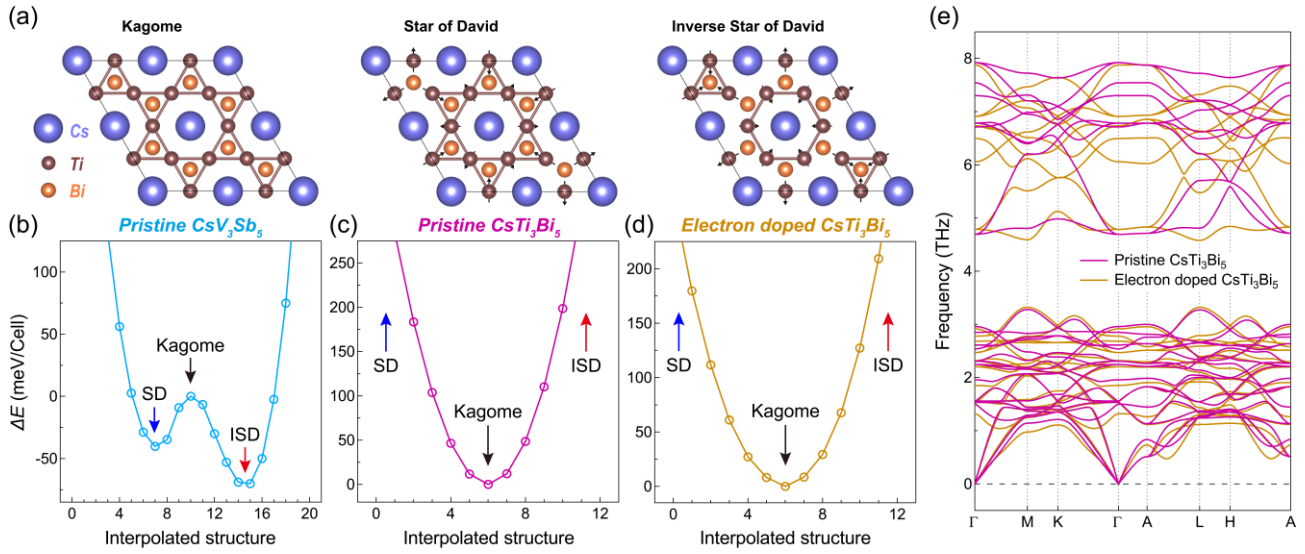 (a)
Kagome
Star of David
Inverse Star of David
Cs
Ti
Bi
(b)
Pristine CsV3Sb5
ΔE (meV/Cell)
100
50
0
-50
SD
Kagome
ISD
0 4 8 12 16 20
Interpolated structure
(c)
Pristine CsTi3Bi5
250
200
150
100
50
0
SD
ISD
Kagome
0 4 8 12
Interpolated structure
(d)
Electron doped CsTi3Bi5
200
150
100
50
0
SD
ISD
Kagome
0 4 8 12
Interpolated structure
(e)
Frequency (THz)
8
6
4
2
0
Pristine CsTi3Bi5
Electron doped CsTi3Bi5
Γ M K Γ A L H A